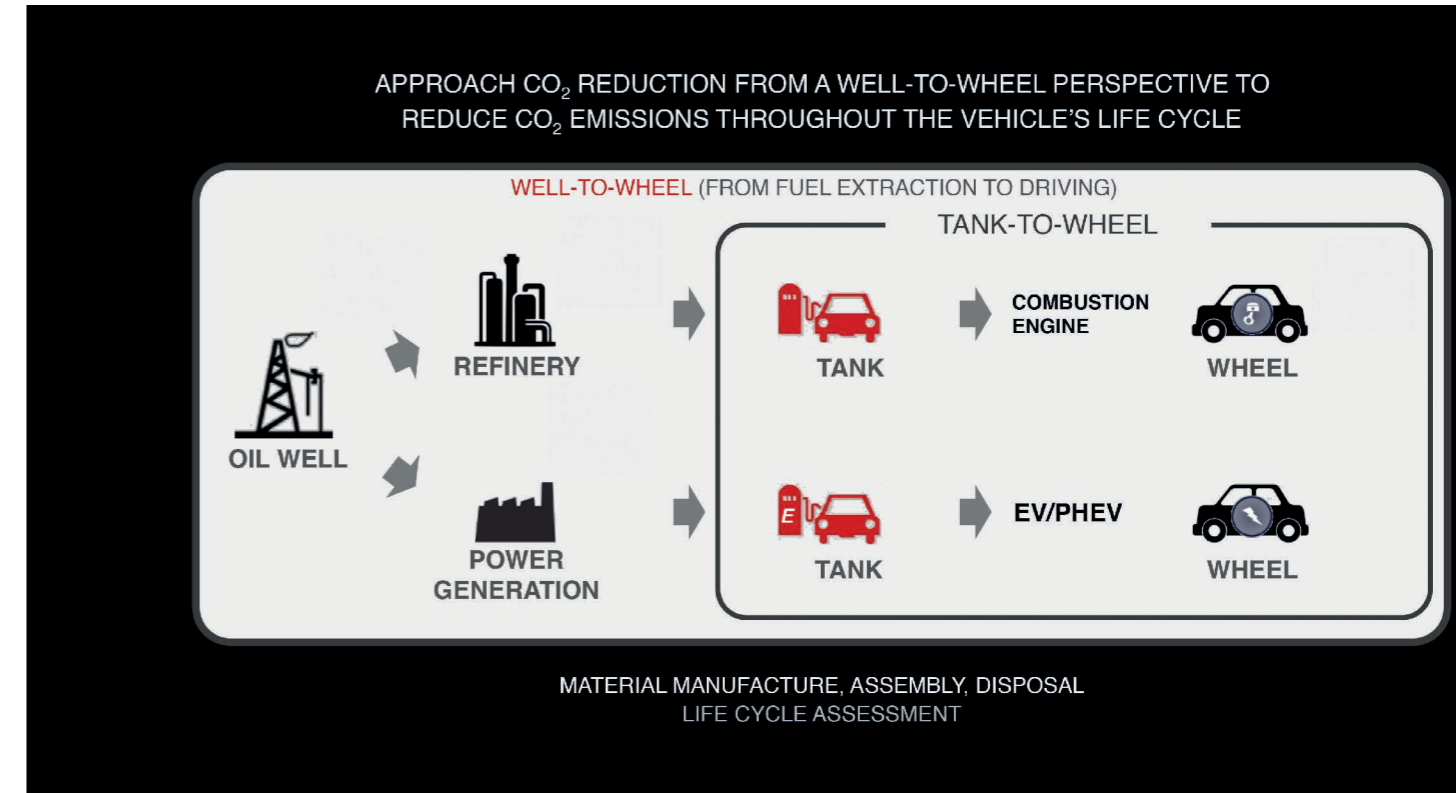 APPROACH CO₂ REDUCTION FROM A WELL-TO-WHEEL PERSPECTIVE TO
REDUCE CO₂ EMISSIONS THROUGHOUT THE VEHICLE'S LIFE CYCLE
WELL-TO-WHEEL (FROM FUEL EXTRACTION TO DRIVING)
TANK-TO-WHEEL
OIL WELL
REFINERY
TANK
COMBUSTION
ENGINE
WHEEL
POWER
GENERATION
E
TANK
EV/PHEV
WHEEL
MATERIAL MANUFACTURE, ASSEMBLY, DISPOSAL
LIFE CYCLE ASSESSMENT